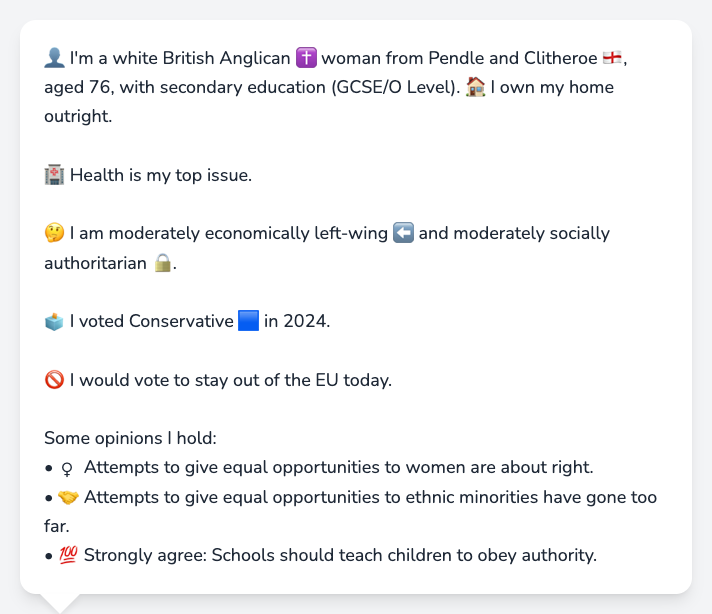 👤 I'm a white British Anglican ✝️ woman from Pendle and Clitheroe 🏴󠁧󠁢󠁥󠁮󠁧󠁿,
aged 76, with secondary education (GCSE/O Level). 🏠 I own my home
outright.
🏥 Health is my top issue.
🤔 I am moderately economically left-wing ⬅️ and moderately socially
authoritarian 🔒.
🗳️ I voted Conservative 🟦 in 2024.
🚫 I would vote to stay out of the EU today.
Some opinions I hold:
• ♀ Attempts to give equal opportunities to women are about right.
• 🤝 Attempts to give equal opportunities to ethnic minorities have gone too
far.
• 💯 Strongly agree: Schools should teach children to obey authority.